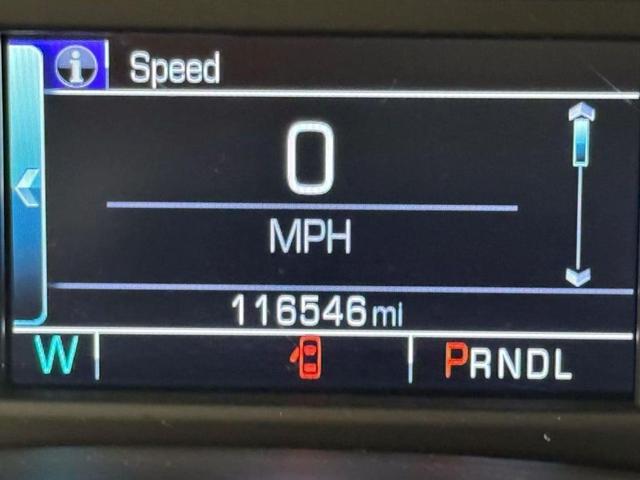 i Speed
0
MPH
116546 mi
W PRNDL